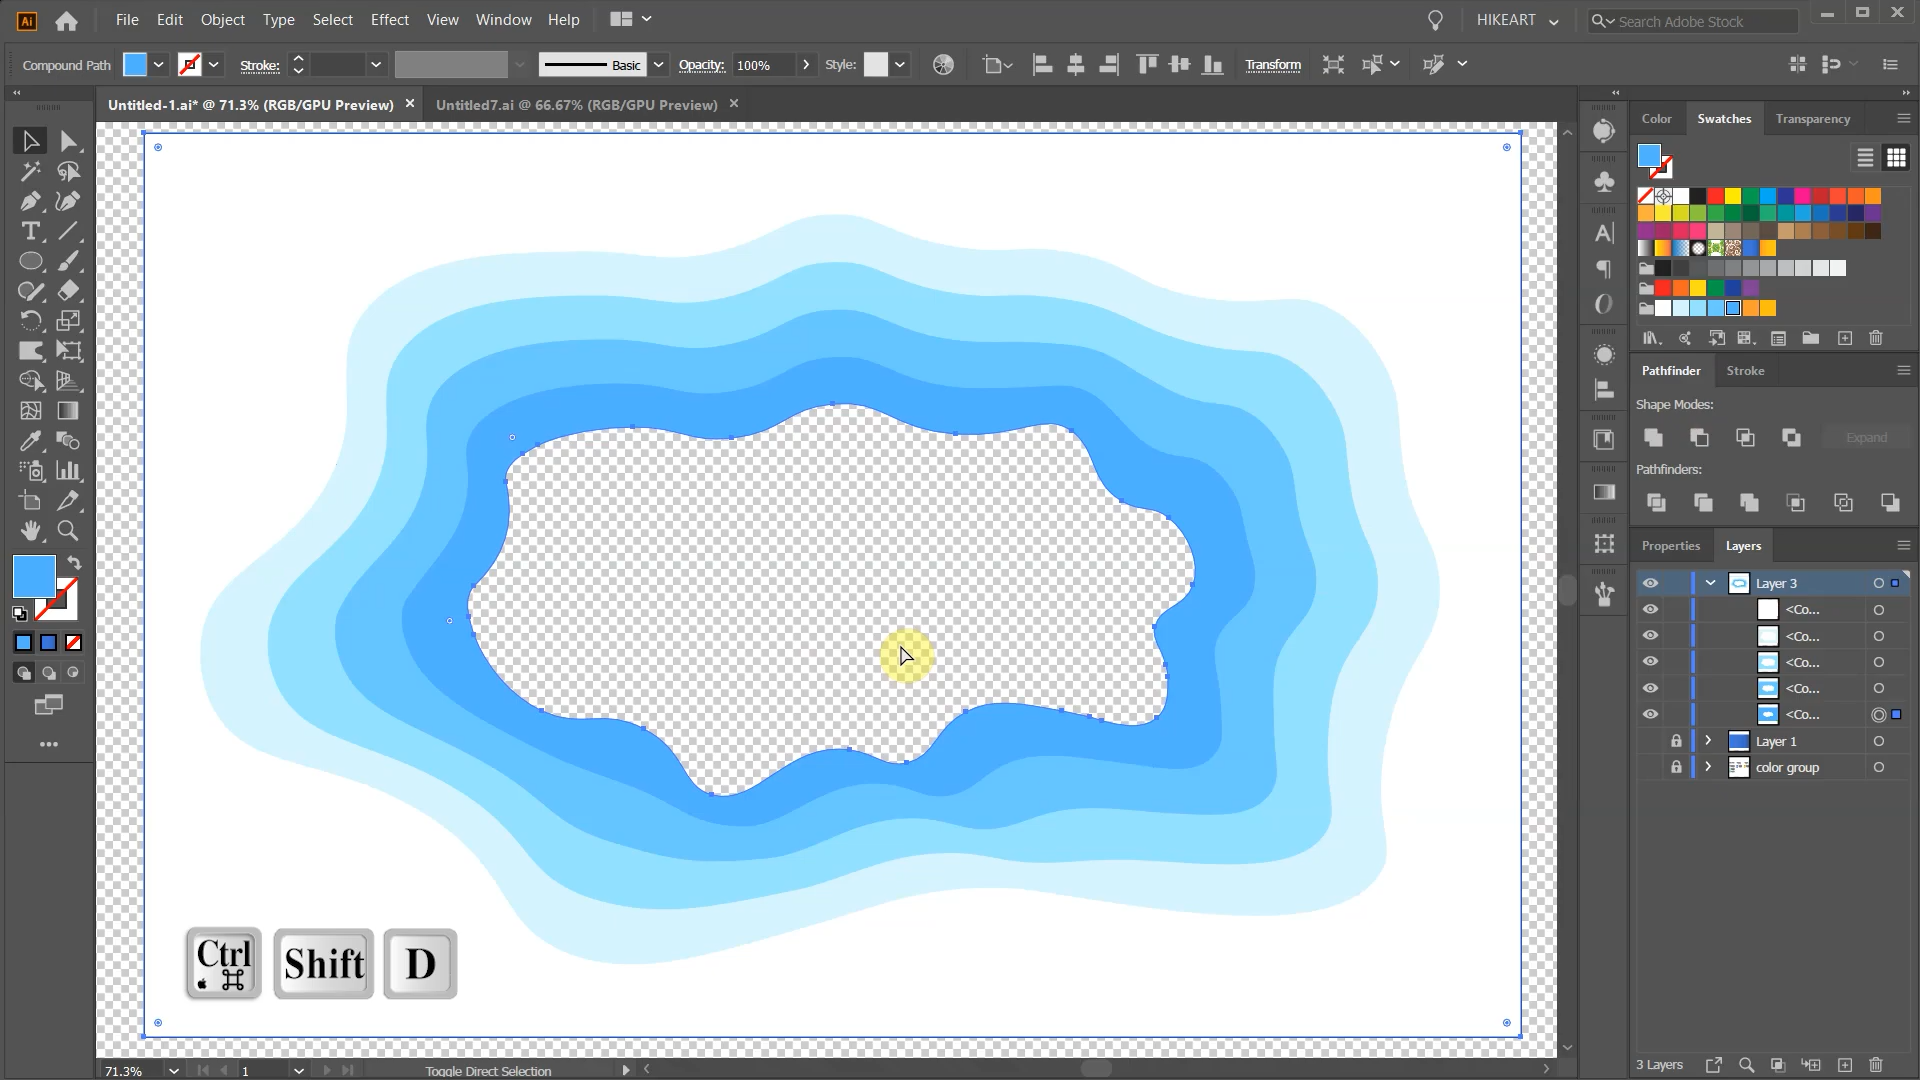 Ai File Edit Object Type Select Effect View Window Help HIKEART Search Adobe Stock
Compound Path Stroke: Basic Opacity: 100% Style: Transform
Untitled-1.ai* @ 71.3% (RGB/GPU Preview) × Untitled7.ai @ 66.67% (RGB/GPU Preview) ×
Color Swatches Transparency
Pathfinder Stroke
Shape Modes:
Expand
Pathfinders:
Properties Layers
Layer 3
<Co...
<Co...
<Co...
<Co...
<Co...
Layer 1
color group
Ctrl Shift D
3 Layers
71.3% 1 Toggle Direct Selection